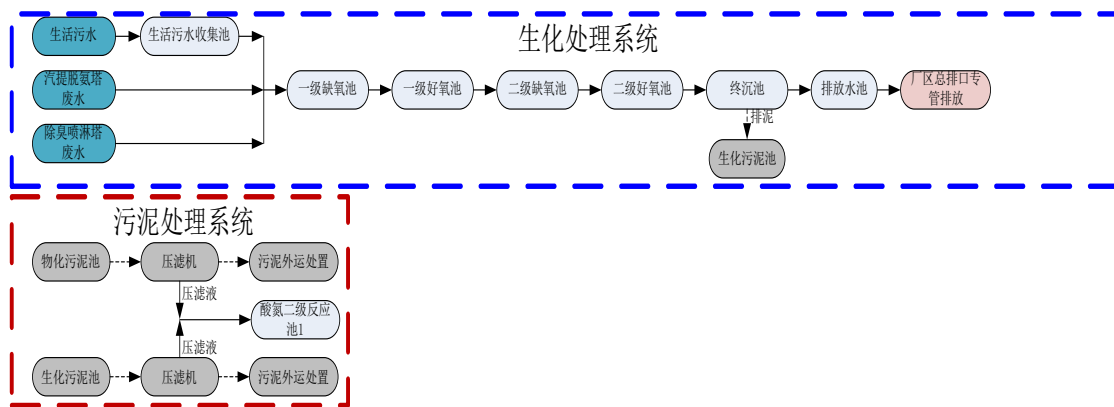 生化处理系统
生活污水
生活污水收集池
汽提脱氨塔
废水
除臭喷淋塔
废水
一级缺氧池
一级好氧池
二级缺氧池
二级好氧池
终沉池
排放水池
厂区总排口专
管排放
排泥
生化污泥池
污泥处理系统
物化污泥池
压滤机
污泥外运处置
压滤液
酸氮二级反应
池1
压滤液
生化污泥池
压滤机
污泥外运处置